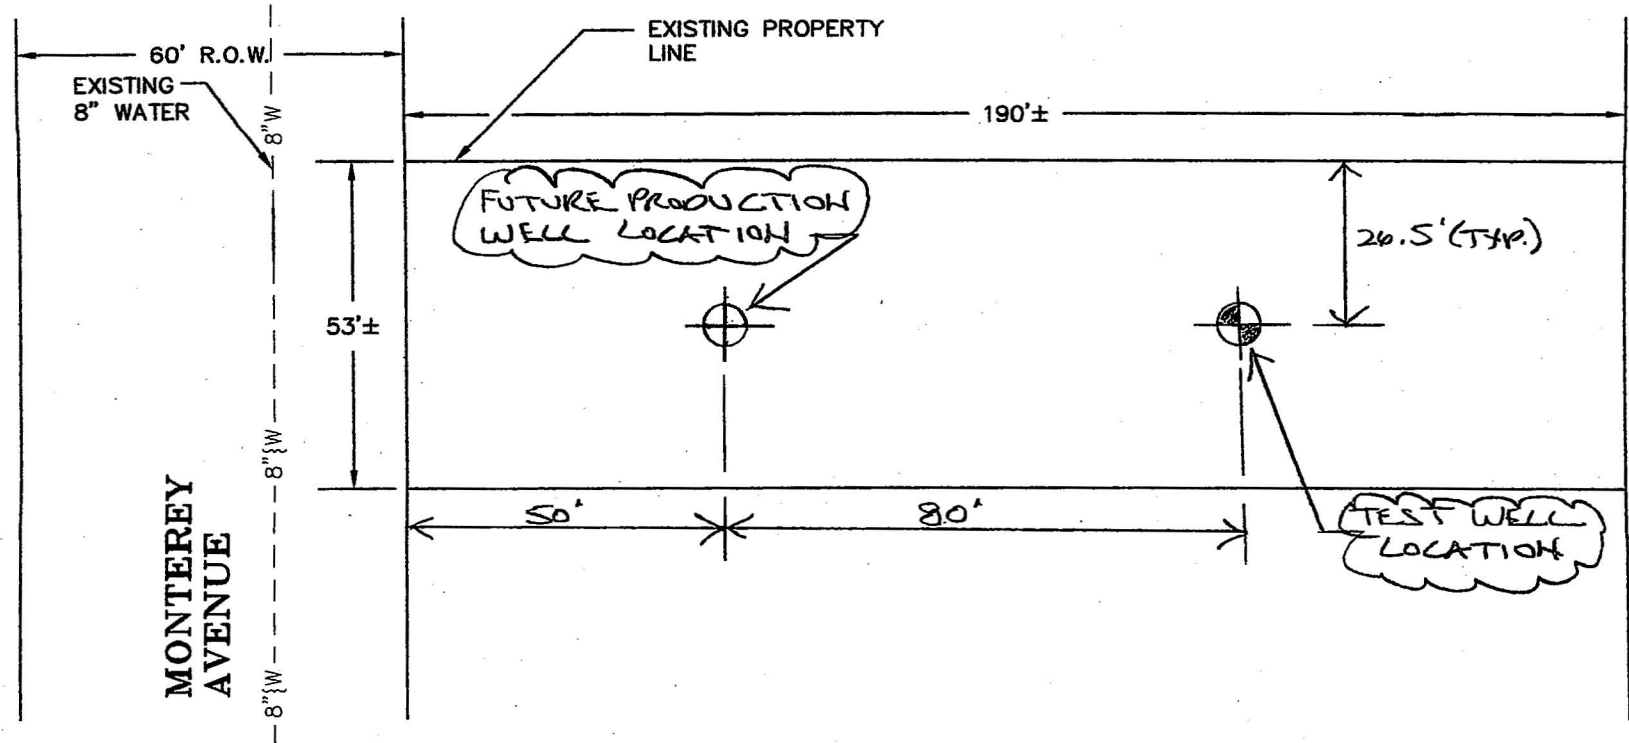 60' R.O.W.
EXISTING
8" WATER
EXISTING PROPERTY
LINE
190'±
8"W
FUTURE PRODUCTION
WELL LOCATION
26.5' (TYP.)
53'±
8"}W
50'
80'
TEST WELL
LOCATION
MONTEREY
AVENUE
8"}W